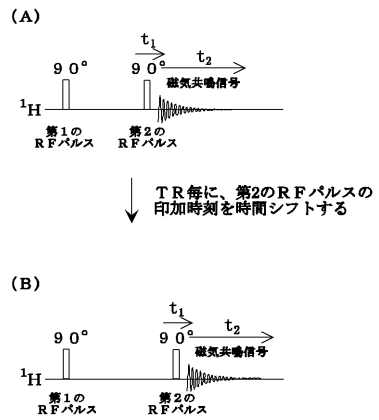 (A)
t1
90° 90° t2
磁気共鳴信号
1H
第1の 第2の
RFパルス RFパルス
TR毎に、第2のRFパルスの
印加時刻を時間シフトする
(B)
t1
90° 90° t2
磁気共鳴信号
1H
第1の 第2の
RFパルス RFパルス